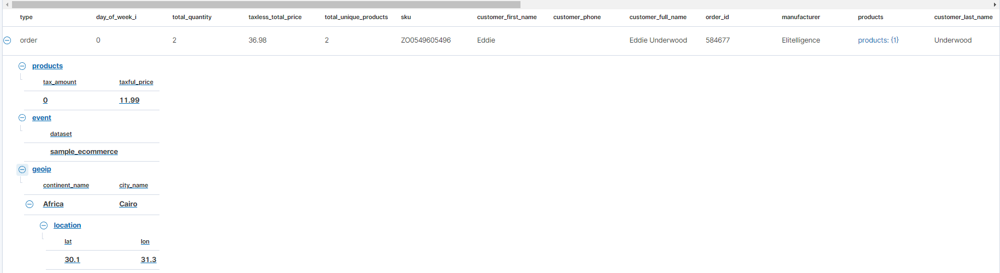 type day_of_week_i total_quantity taxless_total_price total_unique_products sku customer_first_name customer_phone customer_full_name order_id manufacturer products customer_last_name
order 0 2 36.98 2 ZO0549605496 Eddie Eddie Underwood 584677 Elitelligence products: {1} Underwood
products
tax_amount taxful_price
0 11.99
event
dataset
sample_ecommerce
geoip
continent_name city_name
Africa Cairo
location
lat lon
30.1 31.3